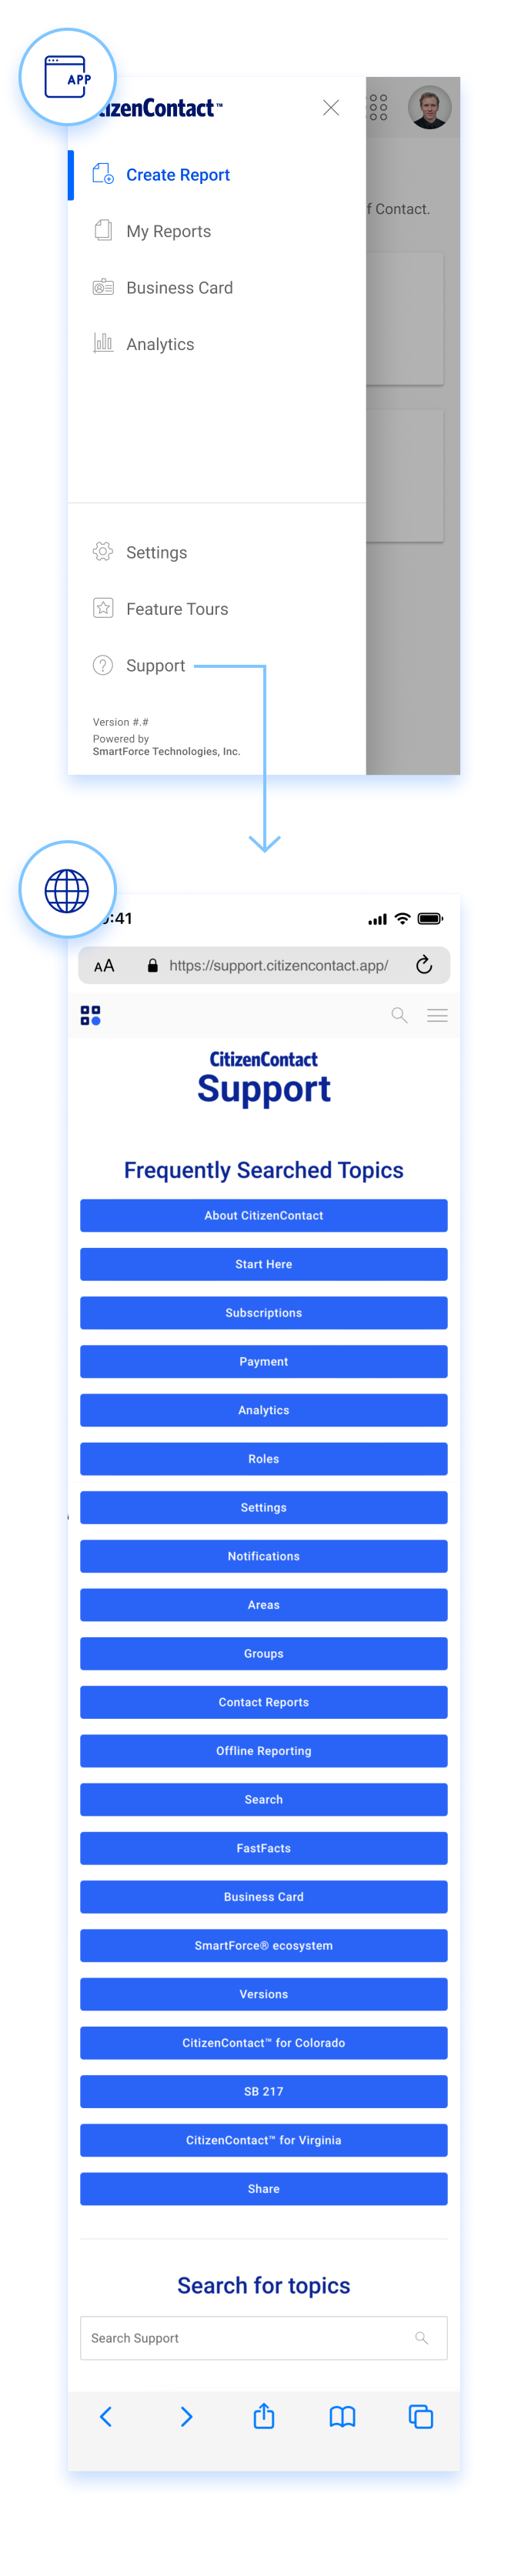 APP
izenContact™
Create Report
f Contact.
My Reports
Business Card
Analytics
Settings
Feature Tours
Support
Version #.#
Powered by
SmartForce Technologies, Inc.
:41
AA https://support.citizencontact.app/
CitizenContact
Support
Frequently Searched Topics
About CitizenContact
Start Here
Subscriptions
Payment
Analytics
Roles
Settings
Notifications
Areas
Groups
Contact Reports
Offline Reporting
Search
FastFacts
Business Card
SmartForce® ecosystem
Versions
CitizenContact™ for Colorado
SB 217
CitizenContact™ for Virginia
Share
Search for topics
Search Support